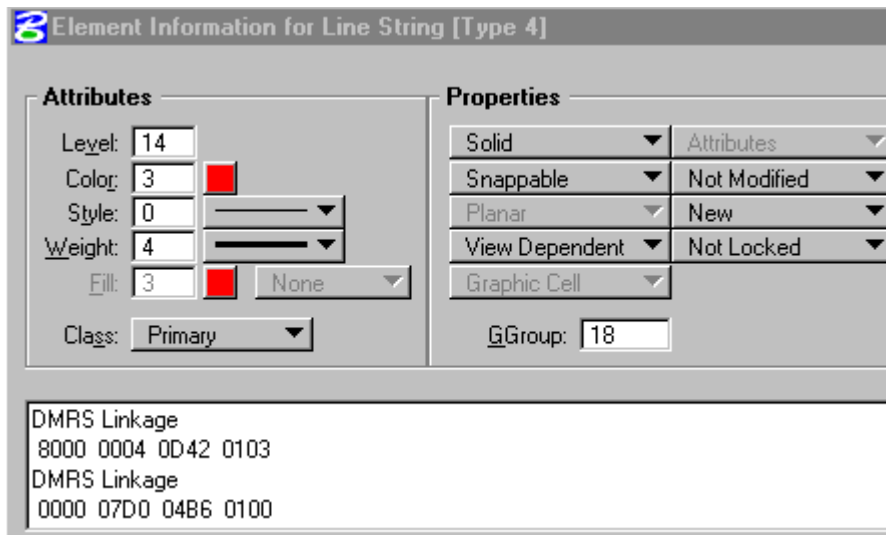 Element Information for Line String [Type 4]
Attributes
Level: 14
Color: 3
Style: 0
Weight: 4
Fill: 3 None
Class: Primary
Properties
Solid Attributes
Snappable Not Modified
Planar New
View Dependent Not Locked
Graphic Cell
GGroup: 18
DMRS Linkage
8000 0004 0D42 0103
DMRS Linkage
0000 07D0 04B6 0100